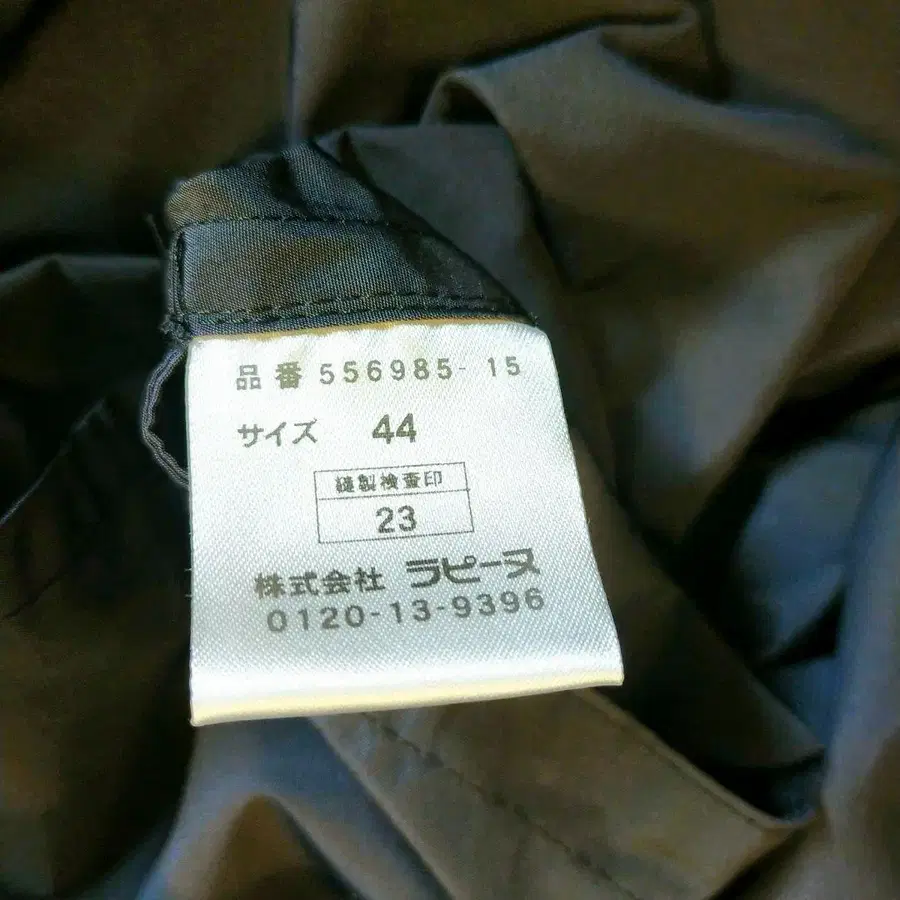 品番 556985-15
サイズ 44
縫製検査印
23
株式会社 ラピーヌ
0120-13-9396